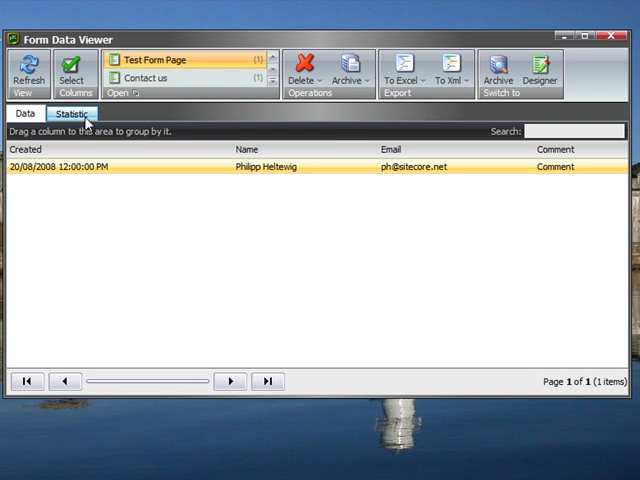 Form Data Viewer
Refresh
View
Select
Columns
Test Form Page (1)
Contact us (1)
Open
Delete Archive
Operations
To Excel To Xml
Export
Archive Designer
Switch to
Data Statistic
Drag a column to this area to group by it. Search:
Created Name Email Comment
20/08/2008 12:00:00 PM Philipp Heltewig ph@sitecore.net Comment
Page 1 of 1 (1 items)